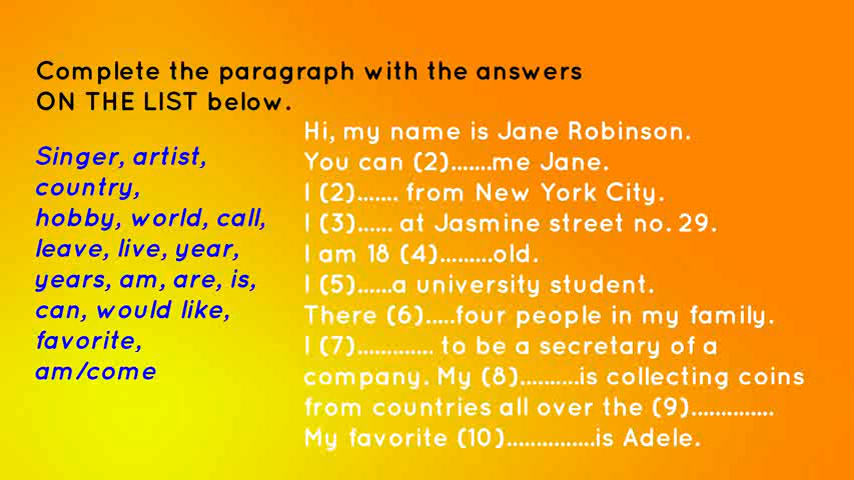 Complete the paragraph with the answers
ON THE LIST below.
Singer, artist,
country,
hobby, world, call,
leave, live, year,
years, am, are, is,
can, would like,
favorite,
am/come
Hi, my name is Jane Robinson.
You can (2).......me Jane.
I (2)....... from New York City.
I (3)...... at Jasmine street no. 29.
I am 18 (4).........old.
I (5)......a university student.
There (6).....four people in my family.
I (7)............. to be a secretary of a
company. My (8)..........is collecting coins
from countries all over the (9)..............
My favorite (10)...............is Adele.